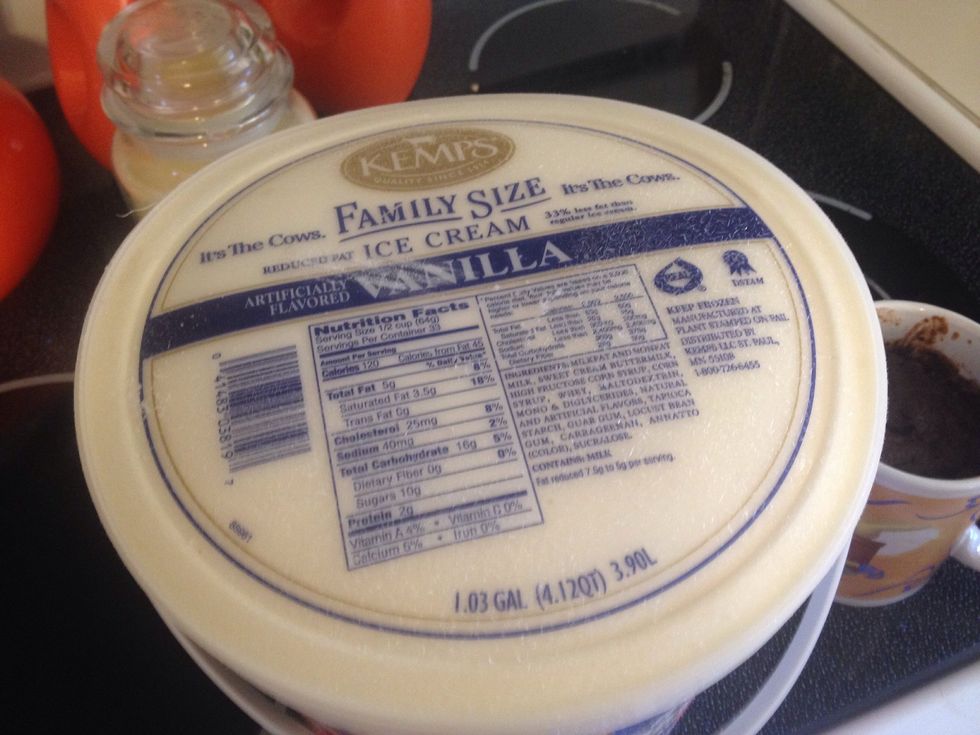 KEMPS
QUALITY SINCE 1914
It's The Cows. FAMILY SIZE It's The Cows.
REDUCED FAT ICE CREAM
33% less fat than
regular ice cream.
ARTIFICIALLY
FLAVORED
VANILLA
Nutrition Facts
Serving Size 1/2 cup (64g)
Servings Per Container 33
Amount Per Serving
Calories 120 Calories from Fat 45
% Daily Value*
Total Fat 5g 8%
Saturated Fat 3.5g 18%
Trans Fat 0g
Cholesterol 25mg 8%
Sodium 40mg 2%
Total Carbohydrate 16g 5%
Dietary Fiber 0g 0%
Sugars 10g
Protein 2g
Vitamin A 4% • Vitamin C 0%
Calcium 6% • Iron 0%
INGREDIENTS: MILKFAT AND NONFAT
MILK, SWEET CREAM BUTTERMILK,
HIGH FRUCTOSE CORN SYRUP, CORN
SYRUP, WHEY, MALTODEXTRIN,
MONO & DIGLYCERIDES, NATURAL
AND ARTIFICIAL FLAVORS, TAPIOCA
STARCH, GUAR GUM, LOCUST BEAN
GUM, CARRAGEENAN, ANNATTO
(COLOR), SUCRALOSE.
CONTAINS: MILK
Fat reduced 7.5g to 5g per serving.
REAL
KEEP FROZEN
MANUFACTURED AT
PLANT STAMPED ON PAIL
DISTRIBUTED BY
KEMPS LLC ST. PAUL,
MN 55108
1-800-726-6455
1.03 GAL (4.12QT) 3.90L